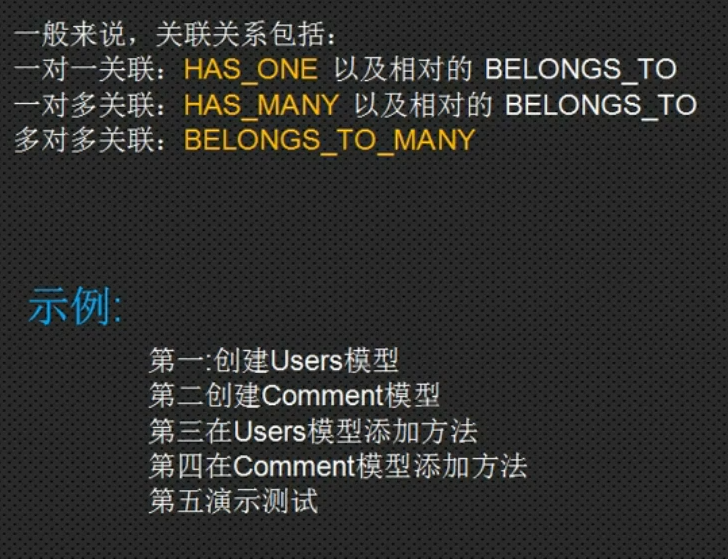 一般来说，关联关系包括：
一对一关联：HAS_ONE 以及相对的 BELONGS_TO
一对多关联：HAS_MANY 以及相对的 BELONGS_TO
多对多关联：BELONGS_TO_MANY
示例:
第一:创建Users模型
第二创建Comment模型
第三在Users模型添加方法
第四在Comment模型添加方法
第五演示测试